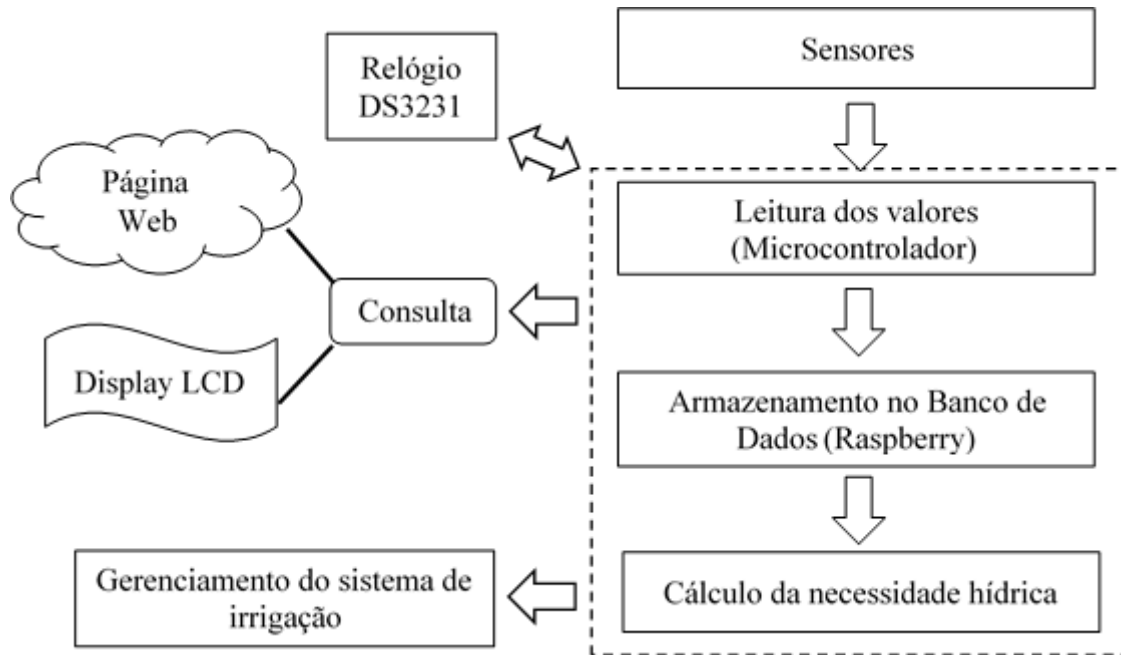 Relógio
DS3231
Sensores
Página
Web
Leitura dos valores
(Microcontrolador)
Consulta
Display LCD
Armazenamento no Banco de
Dados (Raspberry)
Gerenciamento do sistema de
irrigação
Cálculo da necessidade hídrica